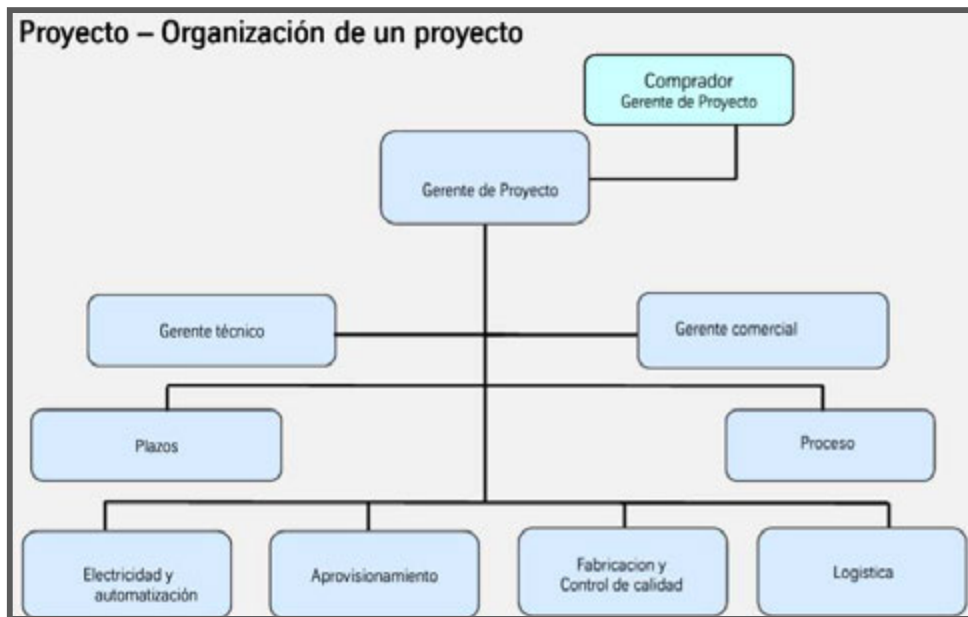 Proyecto – Organización de un proyecto
Comprador
Gerente de Proyecto
Gerente de Proyecto
Gerente técnico
Gerente comercial
Plazos
Proceso
Electricidad y
automatización
Aprovisionamiento
Fabricacion y
Control de calidad
Logistica